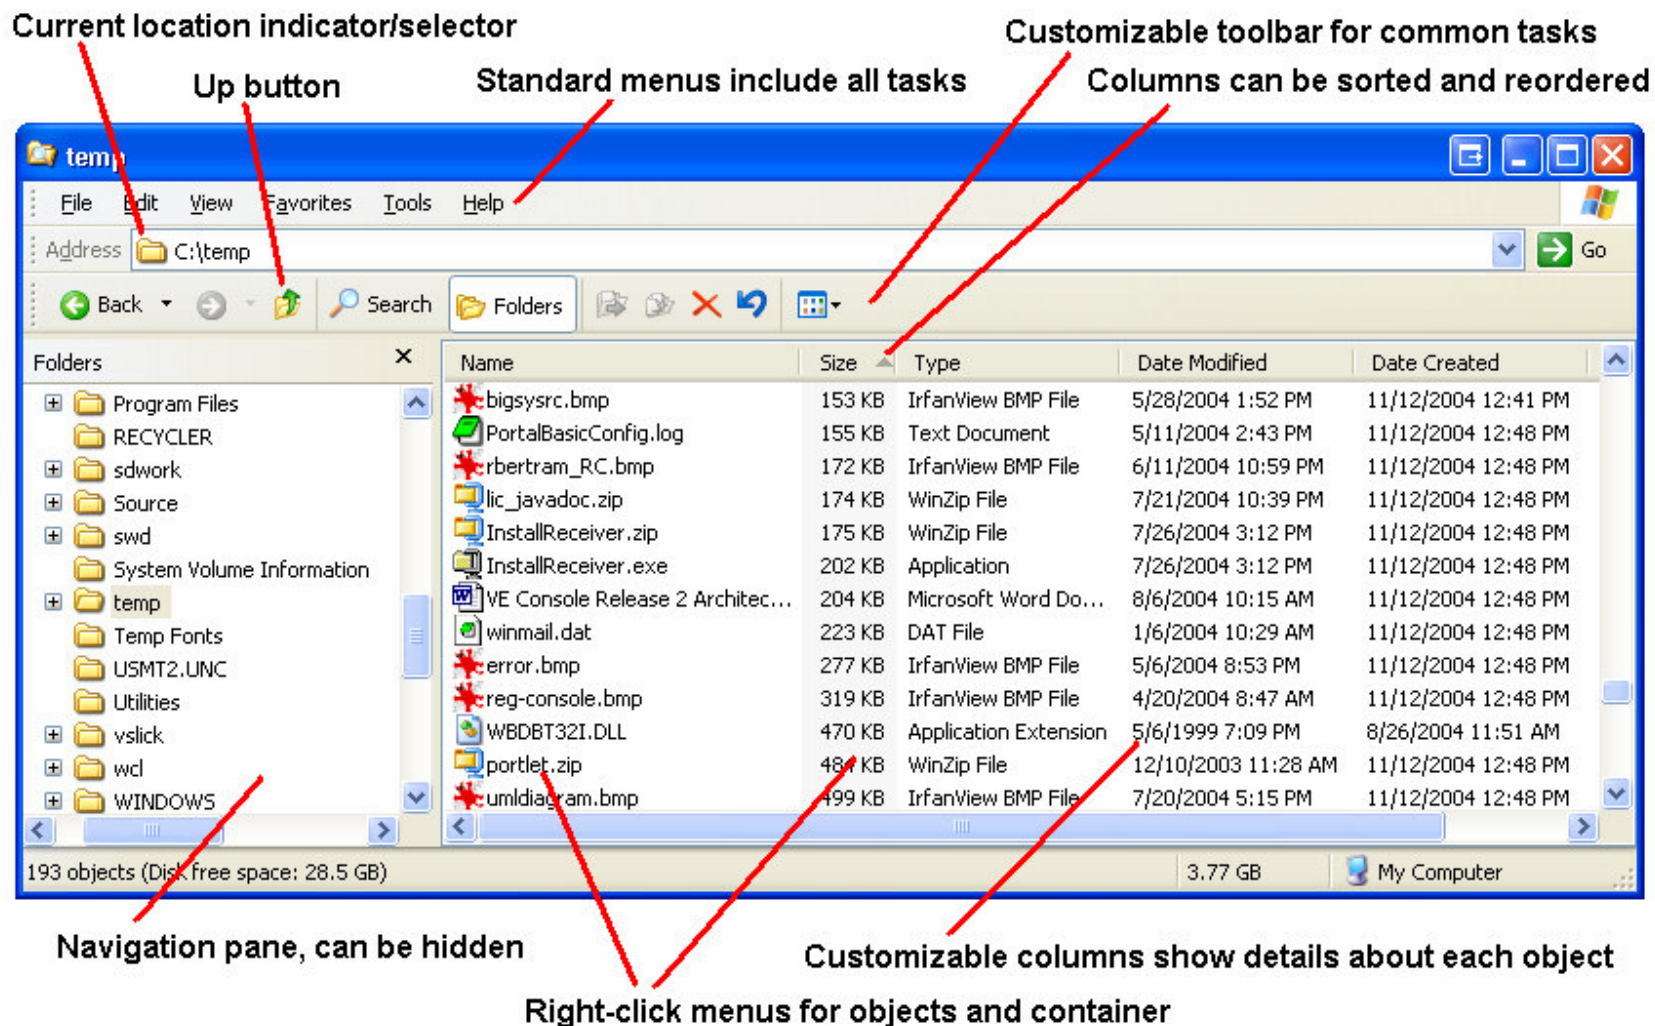 Current location indicator/selector
Customizable toolbar for common tasks
Up button
Standard menus include all tasks
Columns can be sorted and reordered
temp
File Edit View Favorites Tools Help
Address C:\temp Go
Back Search Folders
Folders
Name Size Type Date Modified Date Created
Program Files
RECYCLER
sdwork
Source
swd
System Volume Information
temp
Temp Fonts
USMT2.UNC
Utilities
vslick
wcl
WINDOWS
bigsysrc.bmp 153 KB IrfanView BMP File 5/28/2004 1:52 PM 11/12/2004 12:41 PM
PortalBasicConfig.log 155 KB Text Document 5/11/2004 2:43 PM 11/12/2004 12:48 PM
rbertram_RC.bmp 172 KB IrfanView BMP File 6/11/2004 10:59 PM 11/12/2004 12:48 PM
lic_javadoc.zip 174 KB WinZip File 7/21/2004 10:39 PM 11/12/2004 12:48 PM
InstallReceiver.zip 175 KB WinZip File 7/26/2004 3:12 PM 11/12/2004 12:48 PM
InstallReceiver.exe 202 KB Application 7/26/2004 3:12 PM 11/12/2004 12:48 PM
VE Console Release 2 Architec... 204 KB Microsoft Word Do... 8/6/2004 10:15 AM 11/12/2004 12:48 PM
winmail.dat 223 KB DAT File 1/6/2004 10:29 AM 11/12/2004 12:48 PM
error.bmp 277 KB IrfanView BMP File 5/6/2004 8:53 PM 11/12/2004 12:48 PM
reg-console.bmp 319 KB IrfanView BMP File 4/20/2004 8:47 AM 11/12/2004 12:48 PM
WBDBT32I.DLL 470 KB Application Extension 5/6/1999 7:09 PM 8/26/2004 11:51 AM
portlet.zip 484 KB WinZip File 12/10/2003 11:28 AM 11/12/2004 12:48 PM
umldiagram.bmp 499 KB IrfanView BMP File 7/20/2004 5:15 PM 11/12/2004 12:48 PM
193 objects (Disk free space: 28.5 GB) 3.77 GB My Computer
Navigation pane, can be hidden
Customizable columns show details about each object
Right-click menus for objects and container